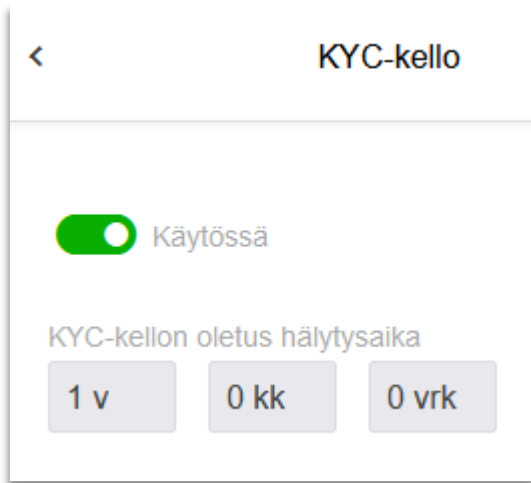 KYC-kello
Käytössä
KYC-kellon oletus hälytysaika
1 v 0 kk 0 vrk